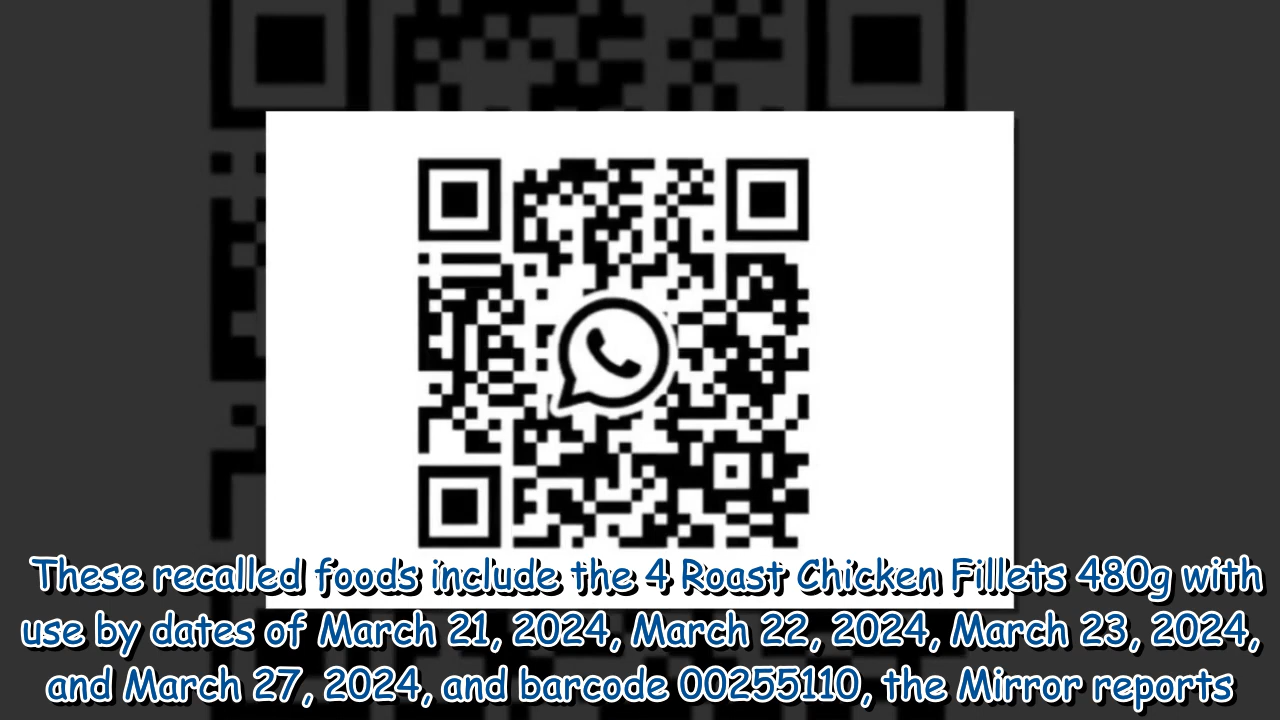 These recalled foods include the 4 Roast Chicken Fillets 480g with
use by dates of March 21, 2024, March 22, 2024, March 23, 2024,
and March 27, 2024, and barcode 00255110, the Mirror reports